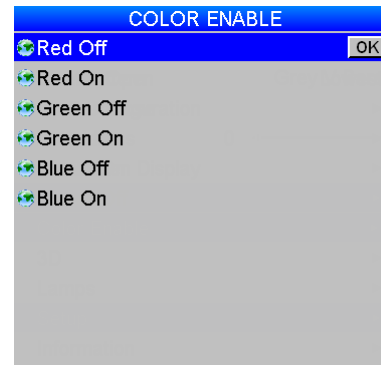 COLOR ENABLE
Red Off OK
Red On
Green Off
Green On
Blue Off
Blue On